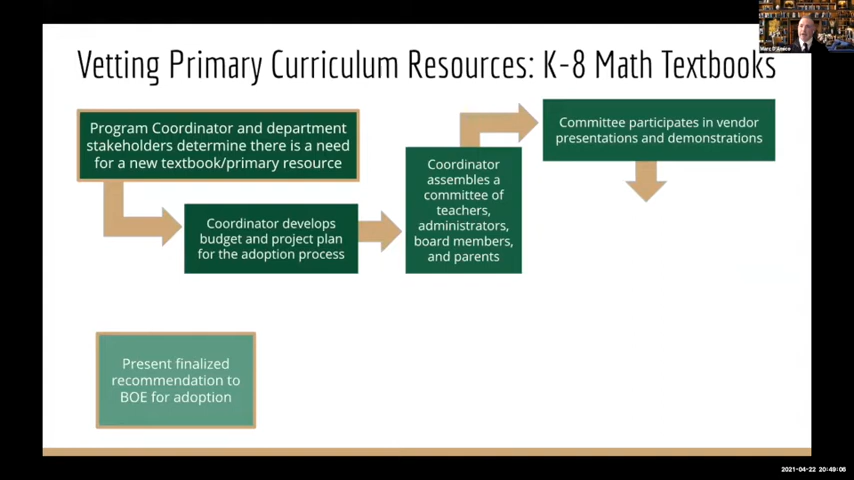 Vetting Primary Curriculum Resources: K-8 Math Textbooks
Program Coordinator and department
stakeholders determine there is a need
for a new textbook/primary resource
Coordinator develops
budget and project plan
for the adoption process
Coordinator
assembles a
committee of
teachers,
administrators,
board members,
and parents
Committee participates in vendor
presentations and demonstrations
Present finalized
recommendation to
BOE for adoption
Marc D'Amico
2021-04-22 20:49:06